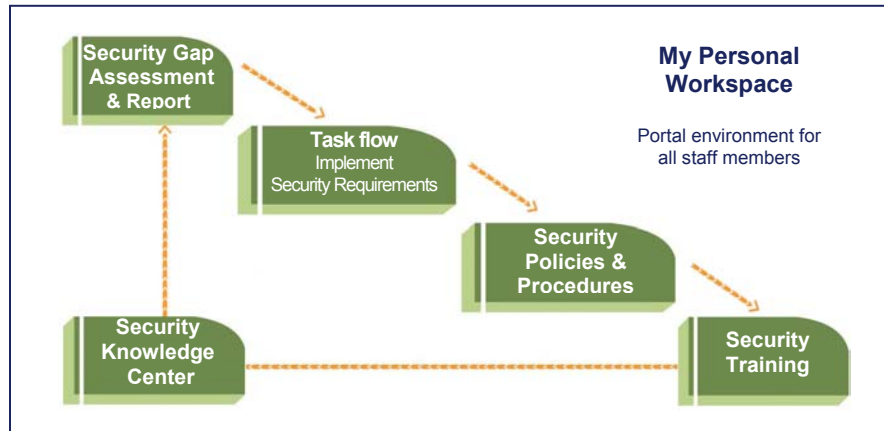 Security Gap
Assessment
& Report
My Personal
Workspace
Portal environment for
all staff members
Task flow
Implement
Security Requirements
Security
Policies &
Procedures
Security
Knowledge
Center
Security
Training